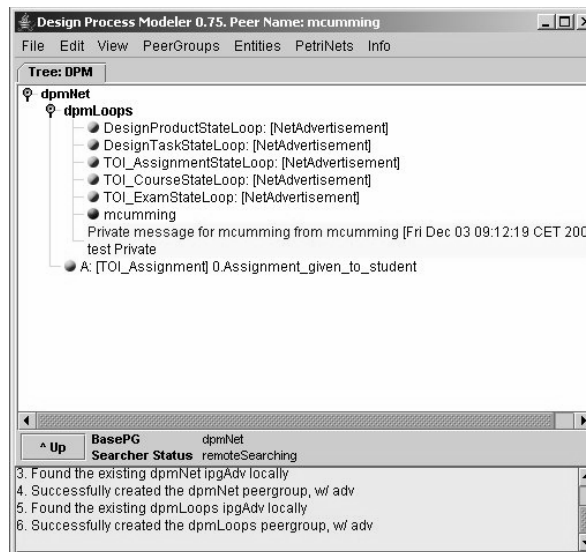 Design Process Modeler 0.75. Peer Name: mcumming
File Edit View PeerGroups Entities PetriNets Info
Tree: DPM
dpmNet
dpmLoops
DesignProductStateLoop: [NetAdvertisement]
DesignTaskStateLoop: [NetAdvertisement]
TOI_AssignmentStateLoop: [NetAdvertisement]
TOI_CourseStateLoop: [NetAdvertisement]
TOI_ExamStateLoop: [NetAdvertisement]
mcumming
Private message for mcumming from mcumming [Fri Dec 03 09:12:19 CET 200
test Private
A: [TOI_Assignment] 0.Assignment_given_to_student
^ Up
BasePG dpmNet
Searcher Status remoteSearching
3. Found the existing dpmNet ipgAdv locally
4. Successfully created the dpmNet peergroup, w/ adv
5. Found the existing dpmLoops ipgAdv locally
6. Successfully created the dpmLoops peergroup, w/ adv